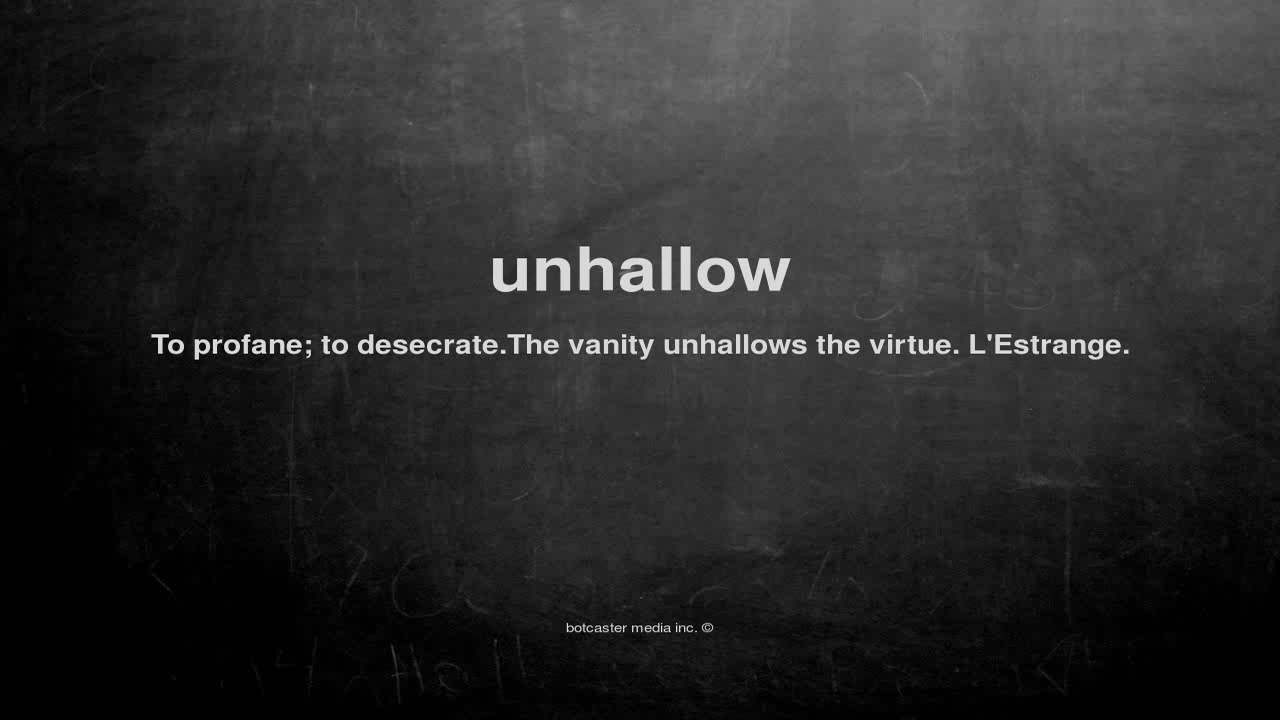 unhallow
To profane; to desecrate.The vanity unhallows the virtue. L'Estrange.
botcaster media inc. ©